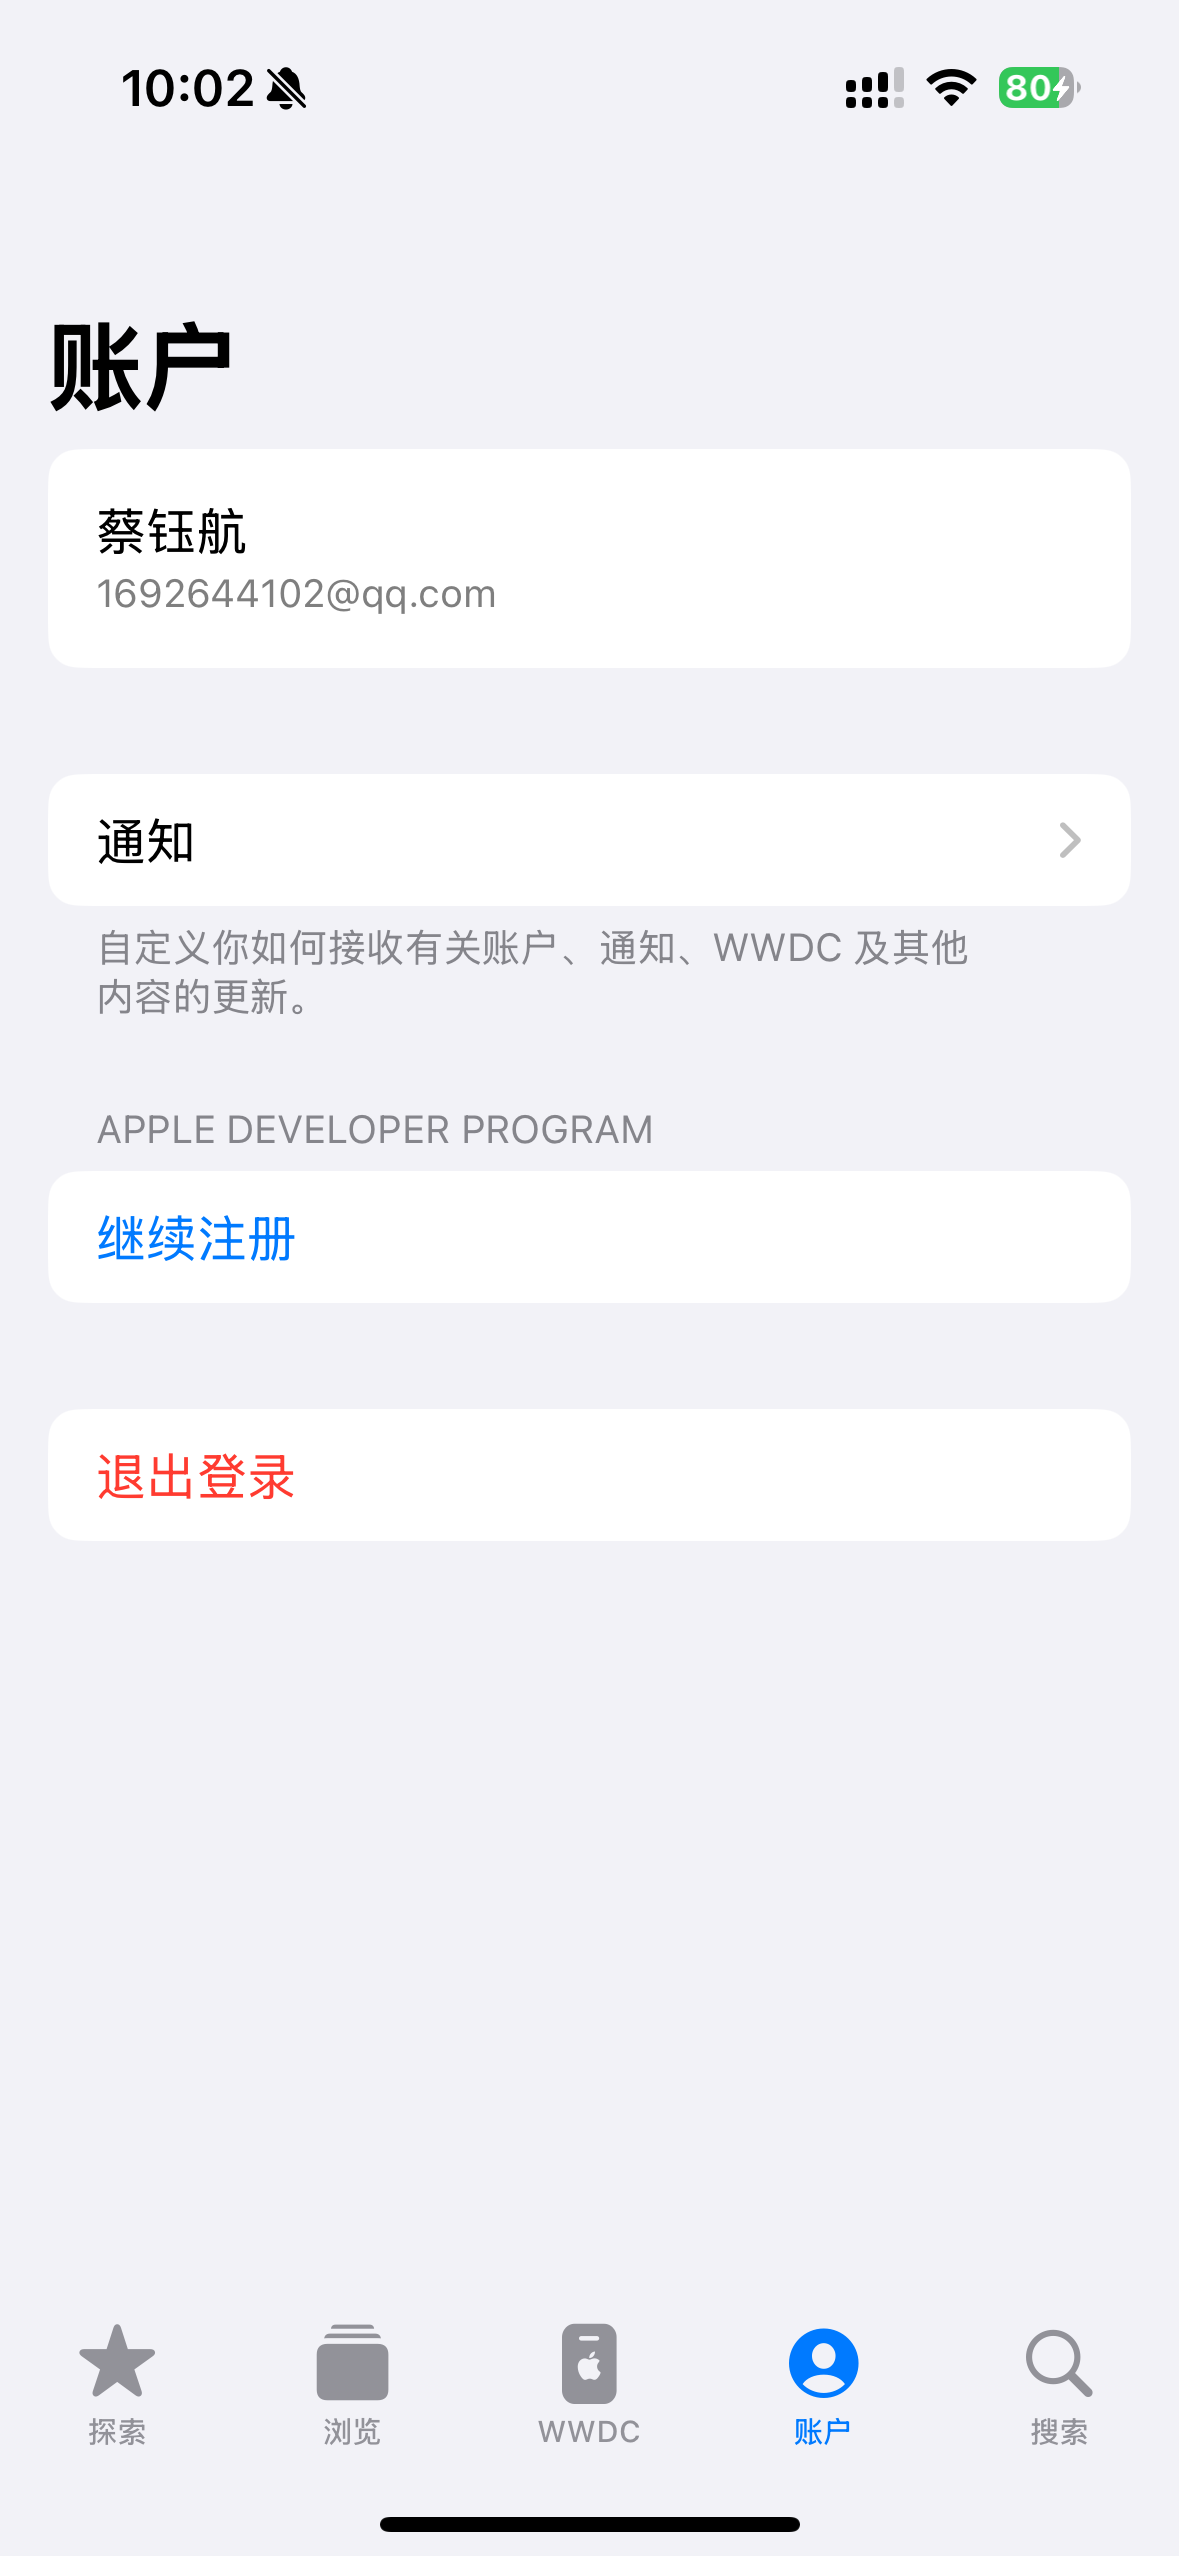 10:02
80
账户
蔡钰航
1692644102@qq.com
通知
自定义你如何接收有关账户、通知、WWDC 及其他
内容的更新。
APPLE DEVELOPER PROGRAM
继续注册
退出登录
探索
浏览
WWDC
账户
搜索